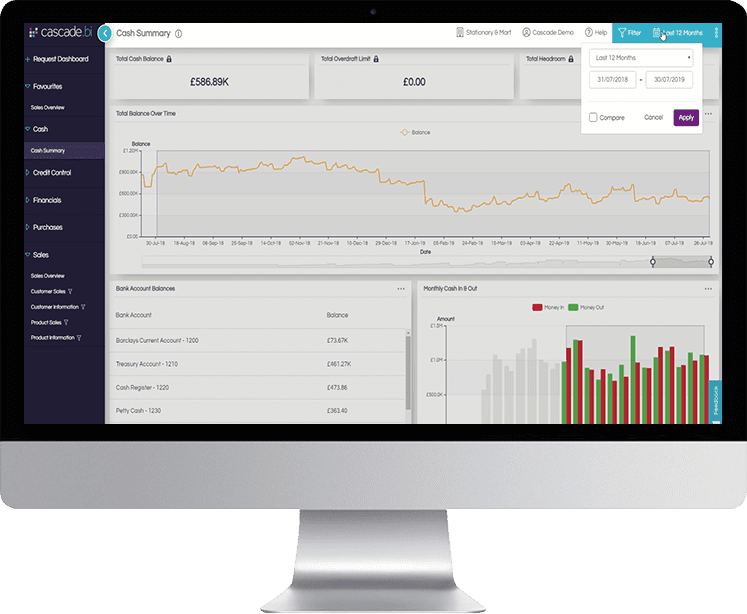 cascade.bi
Cash Summary
Stationary & Mart
Cascade Demo
Help
Filter
Last 12 Months
+ Request Dashboard
Favourites
Sales Overview
Cash
Cash Summary
Credit Control
Financials
Purchases
Sales
Sales Overview
Customer Sales
Customer Information
Product Sales
Product Information
Total Cash Balance
£586.89K
Total Overdraft Limit
£0.00
Total Headroom
Last 12 Months
31/07/2018 - 30/07/2019
Compare Cancel Apply
Total Balance Over Time
Balance
Balance
£1.20M
£900.00K
£600.00K
£300.00K
£0.00
30-Jul-18 18-Aug-18 06-Sep-18 25-Sep-18 14-Oct-18 02-Nov-18 21-Nov-18 10-Dec-18 29-Dec-18 17-Jan-19 05-Feb-19 24-Feb-19 15-Mar-19 03-Apr-19 22-Apr-19 11-May-19 30-May-19 18-Jun-19 07-Jul-19 26-Jul-19
Date
Bank Account Balances
Bank Account Balance
Barclays Current Account - 1200 £73.67K
Treasury Account - 1210 £461.27K
Cash Register - 1220 £473.86
Petty Cash - 1230 £363.40
Monthly Cash In & Out
Money In Money Out
Amount
£1.5M
£1.0M
£500.0K
Feedback